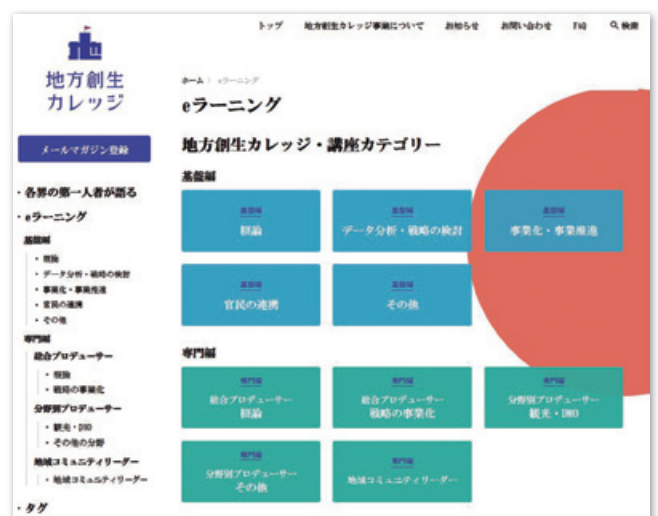 トップ 地方創生カレッジ事業について お知らせ お問い合わせ FAQ 検索
地方創生
カレッジ
メールマガジン登録
・各界の第一人者が語る
・eラーニング
基盤編
・概論
・データ分析・戦略の検討
・事業化・事業推進
・官民の連携
・その他
専門編
総合プロデューサー
・概論
・戦略の事業化
分野別プロデューサー
・観光・DMO
・その他の分野
地域コミュニティリーダー
・地域コミュニティリーダー
・タグ
ホーム > eラーニング
eラーニング
地方創生カレッジ・講座カテゴリー
基盤編
基盤編
概論
基盤編
データ分析・戦略の検討
基盤編
事業化・事業推進
基盤編
官民の連携
基盤編
その他
専門編
専門編
総合プロデューサー
概論
専門編
総合プロデューサー
戦略の事業化
専門編
分野別プロデューサー
観光・DMO
専門編
分野別プロデューサー
その他
専門編
地域コミュニティリーダー